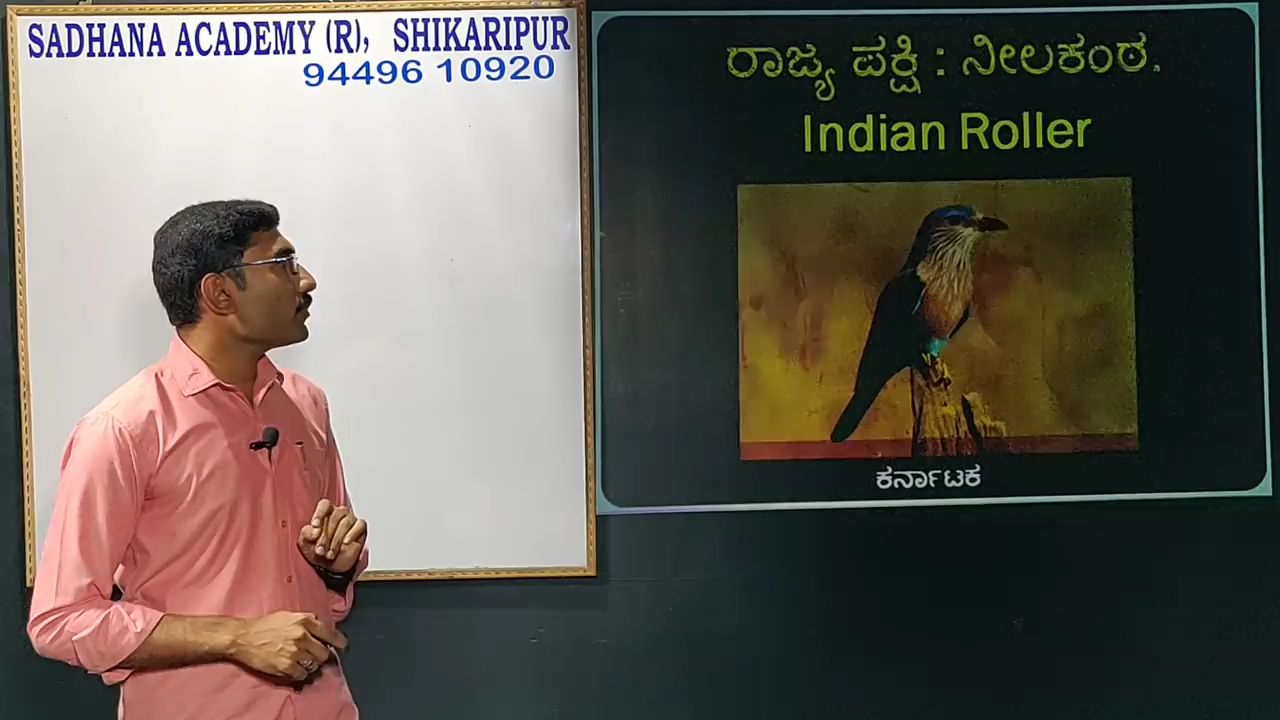 SADHANA ACADEMY (R), SHIKARIPUR
94496 10920
ರಾಜ್ಯ ಪಕ್ಷಿ : ನೀಲಕಂಠ.
Indian Roller
ಕರ್ನಾಟಕ